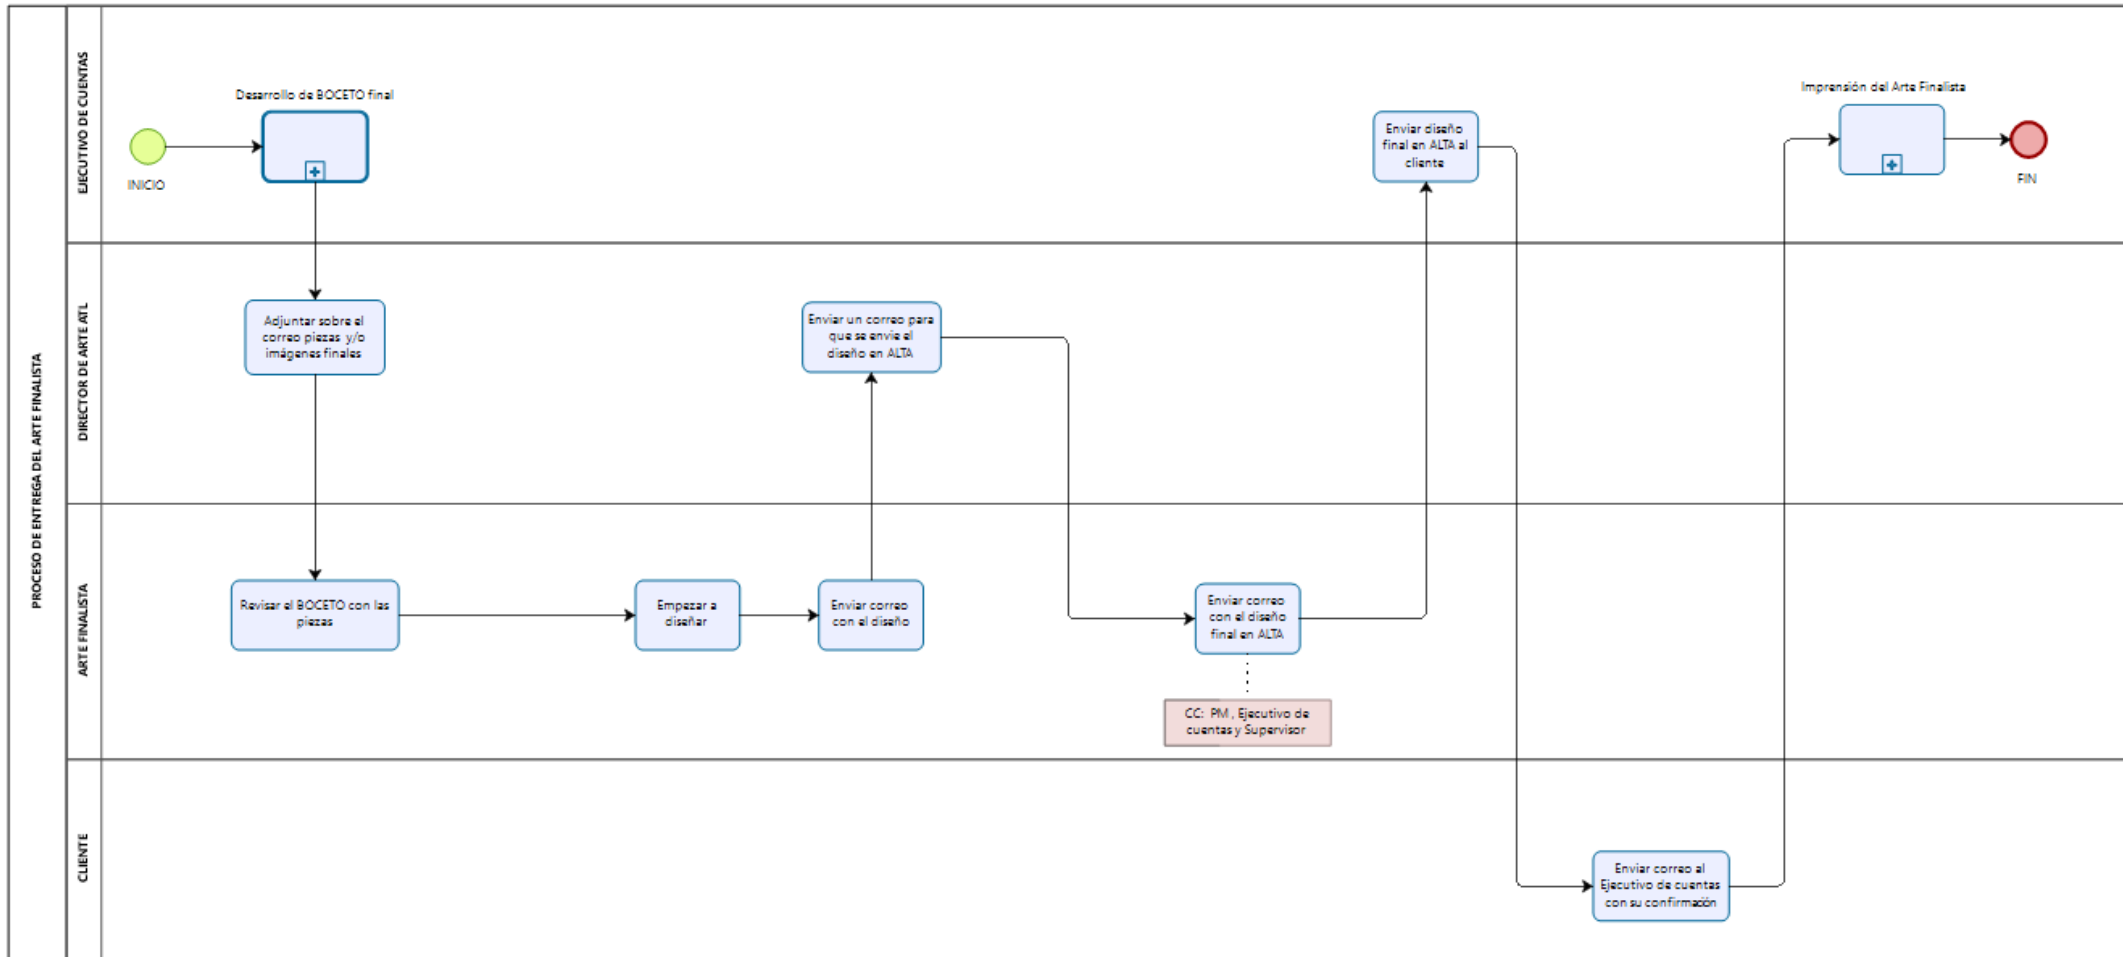 PROCESO DE ENTREGA DEL ARTE FINALISTA
EJECUTIVO DE CUENTAS
INICIO
Desarrollo de BOCETO final
Enviar diseño
final en ALTA al
cliente
Imprensión del Arte Finalista
FIN
DIRECTOR DE ARTE ATL
Adjuntar sobre el
correo piezas y/o
imágenes finales
Enviar un correo para
que se envie el
diseño en ALTA
ARTE FINALISTA
Revisar el BOCETO con las
piezas
Empezar a
diseñar
Enviar correo
con el diseño
Enviar correo
con el diseño
final en ALTA
CC: PM , Ejecutivo de
cuentas y Supervisor
CLIENTE
Enviar correo al
Ejecutivo de cuentas
con su confirmación